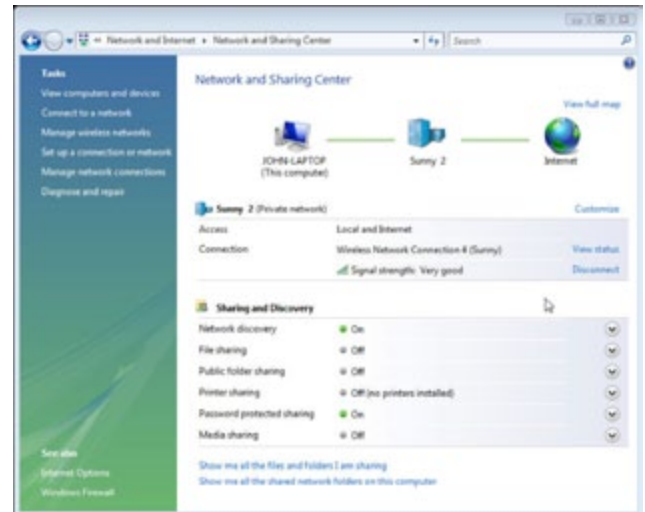 Network and Internet ▸ Network and Sharing Center
Search
Tasks
View computers and devices
Connect to a network
Manage wireless networks
Set up a connection or network
Manage network connections
Diagnose and repair
See also
Internet Options
Windows Firewall
Network and Sharing Center
View full map
JOHN-LAPTOP
(This computer)
Sunny 2
Internet
Sunny 2 (Private network)
Customize
Access Local and Internet
Connection Wireless Network Connection 4 (Sunny) View status
Signal strength: Very good Disconnect
Sharing and Discovery
Network discovery On
File sharing Off
Public folder sharing Off
Printer sharing Off (no printers installed)
Password protected sharing On
Media sharing Off
Show me all the files and folders I am sharing
Show me all the shared network folders on this computer